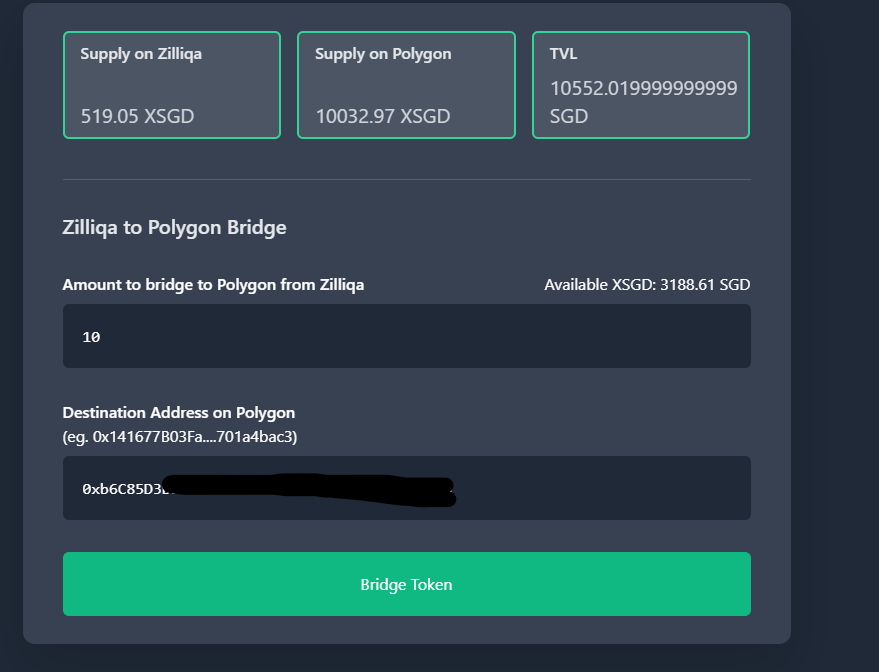 Supply on Zilliqa
519.05 XSGD
Supply on Polygon
10032.97 XSGD
TVL
10552.019999999999
SGD
Zilliqa to Polygon Bridge
Amount to bridge to Polygon from Zilliqa
Available XSGD: 3188.61 SGD
10
Destination Address on Polygon
(eg. 0x141677B03Fa....701a4bac3)
0xb6C85D3
Bridge Token